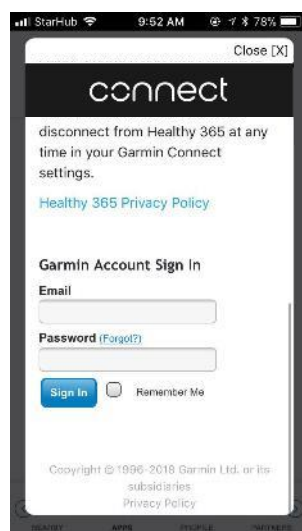 StarHub 9:52 AM 78%
Close [X]
connect
disconnect from Healthy 365 at any
time in your Garmin Connect
settings.
Healthy 365 Privacy Policy
Garmin Account Sign In
Email
Password (Forgot?)
Sign In Remember Me
Copyright © 1996-2018 Garmin Ltd. or its
subsidiaries
Privacy Policy
APPS PROFILE PARTNERS